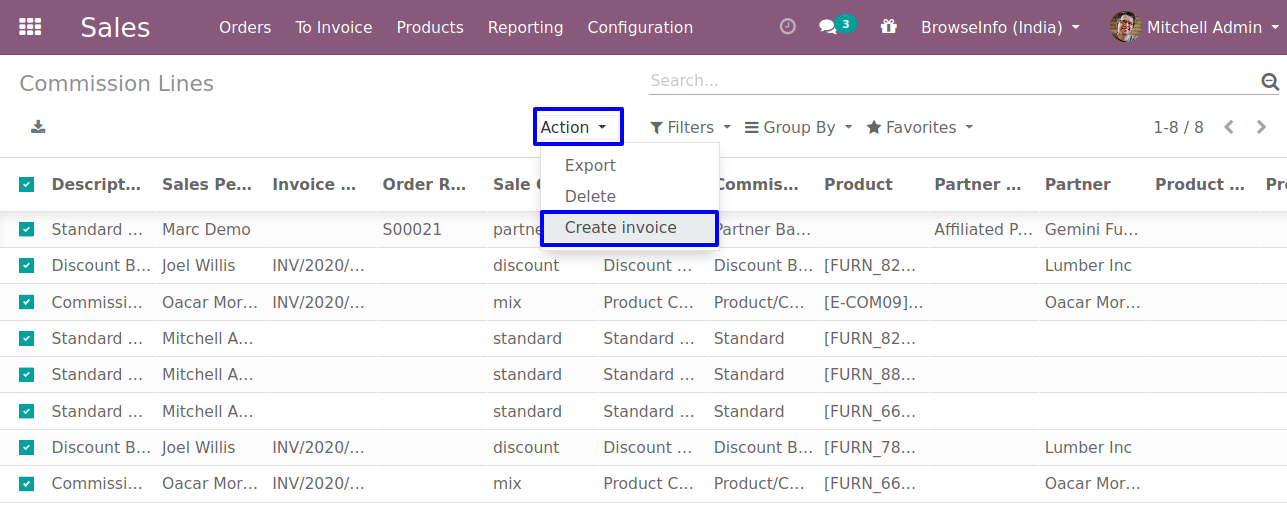 Sales Orders To Invoice Products Reporting Configuration 3 BrowseInfo (India) Mitchell Admin
Commission Lines Search...
Action Filters Group By Favorites 1-8 / 8
Export
Delete
Create invoice
Descript... Sales Pe... Invoice ... Order R... Sale Commis... Product Partner ... Partner Product ...
Standard ... Marc Demo S00021 partne Partner Ba... Affiliated P... Gemini Fu...
Discount B... Joel Willis INV/2020/... discount Discount ... Discount B... [FURN_82... Lumber Inc
Commissi... Oacar Mor... INV/2020/... mix Product C... Product/C... [E-COM09]... Oacar Mor...
Standard ... Mitchell A... standard Standard ... Standard [FURN_82...
Standard ... Mitchell A... standard Standard ... Standard [FURN_88...
Standard ... Mitchell A... standard Standard ... Standard [FURN_66...
Discount B... Joel Willis INV/2020/... discount Discount ... Discount B... [FURN_78... Lumber Inc
Commissi... Oacar Mor... INV/2020/... mix Product C... Product/C... [FURN_66... Oacar Mor...